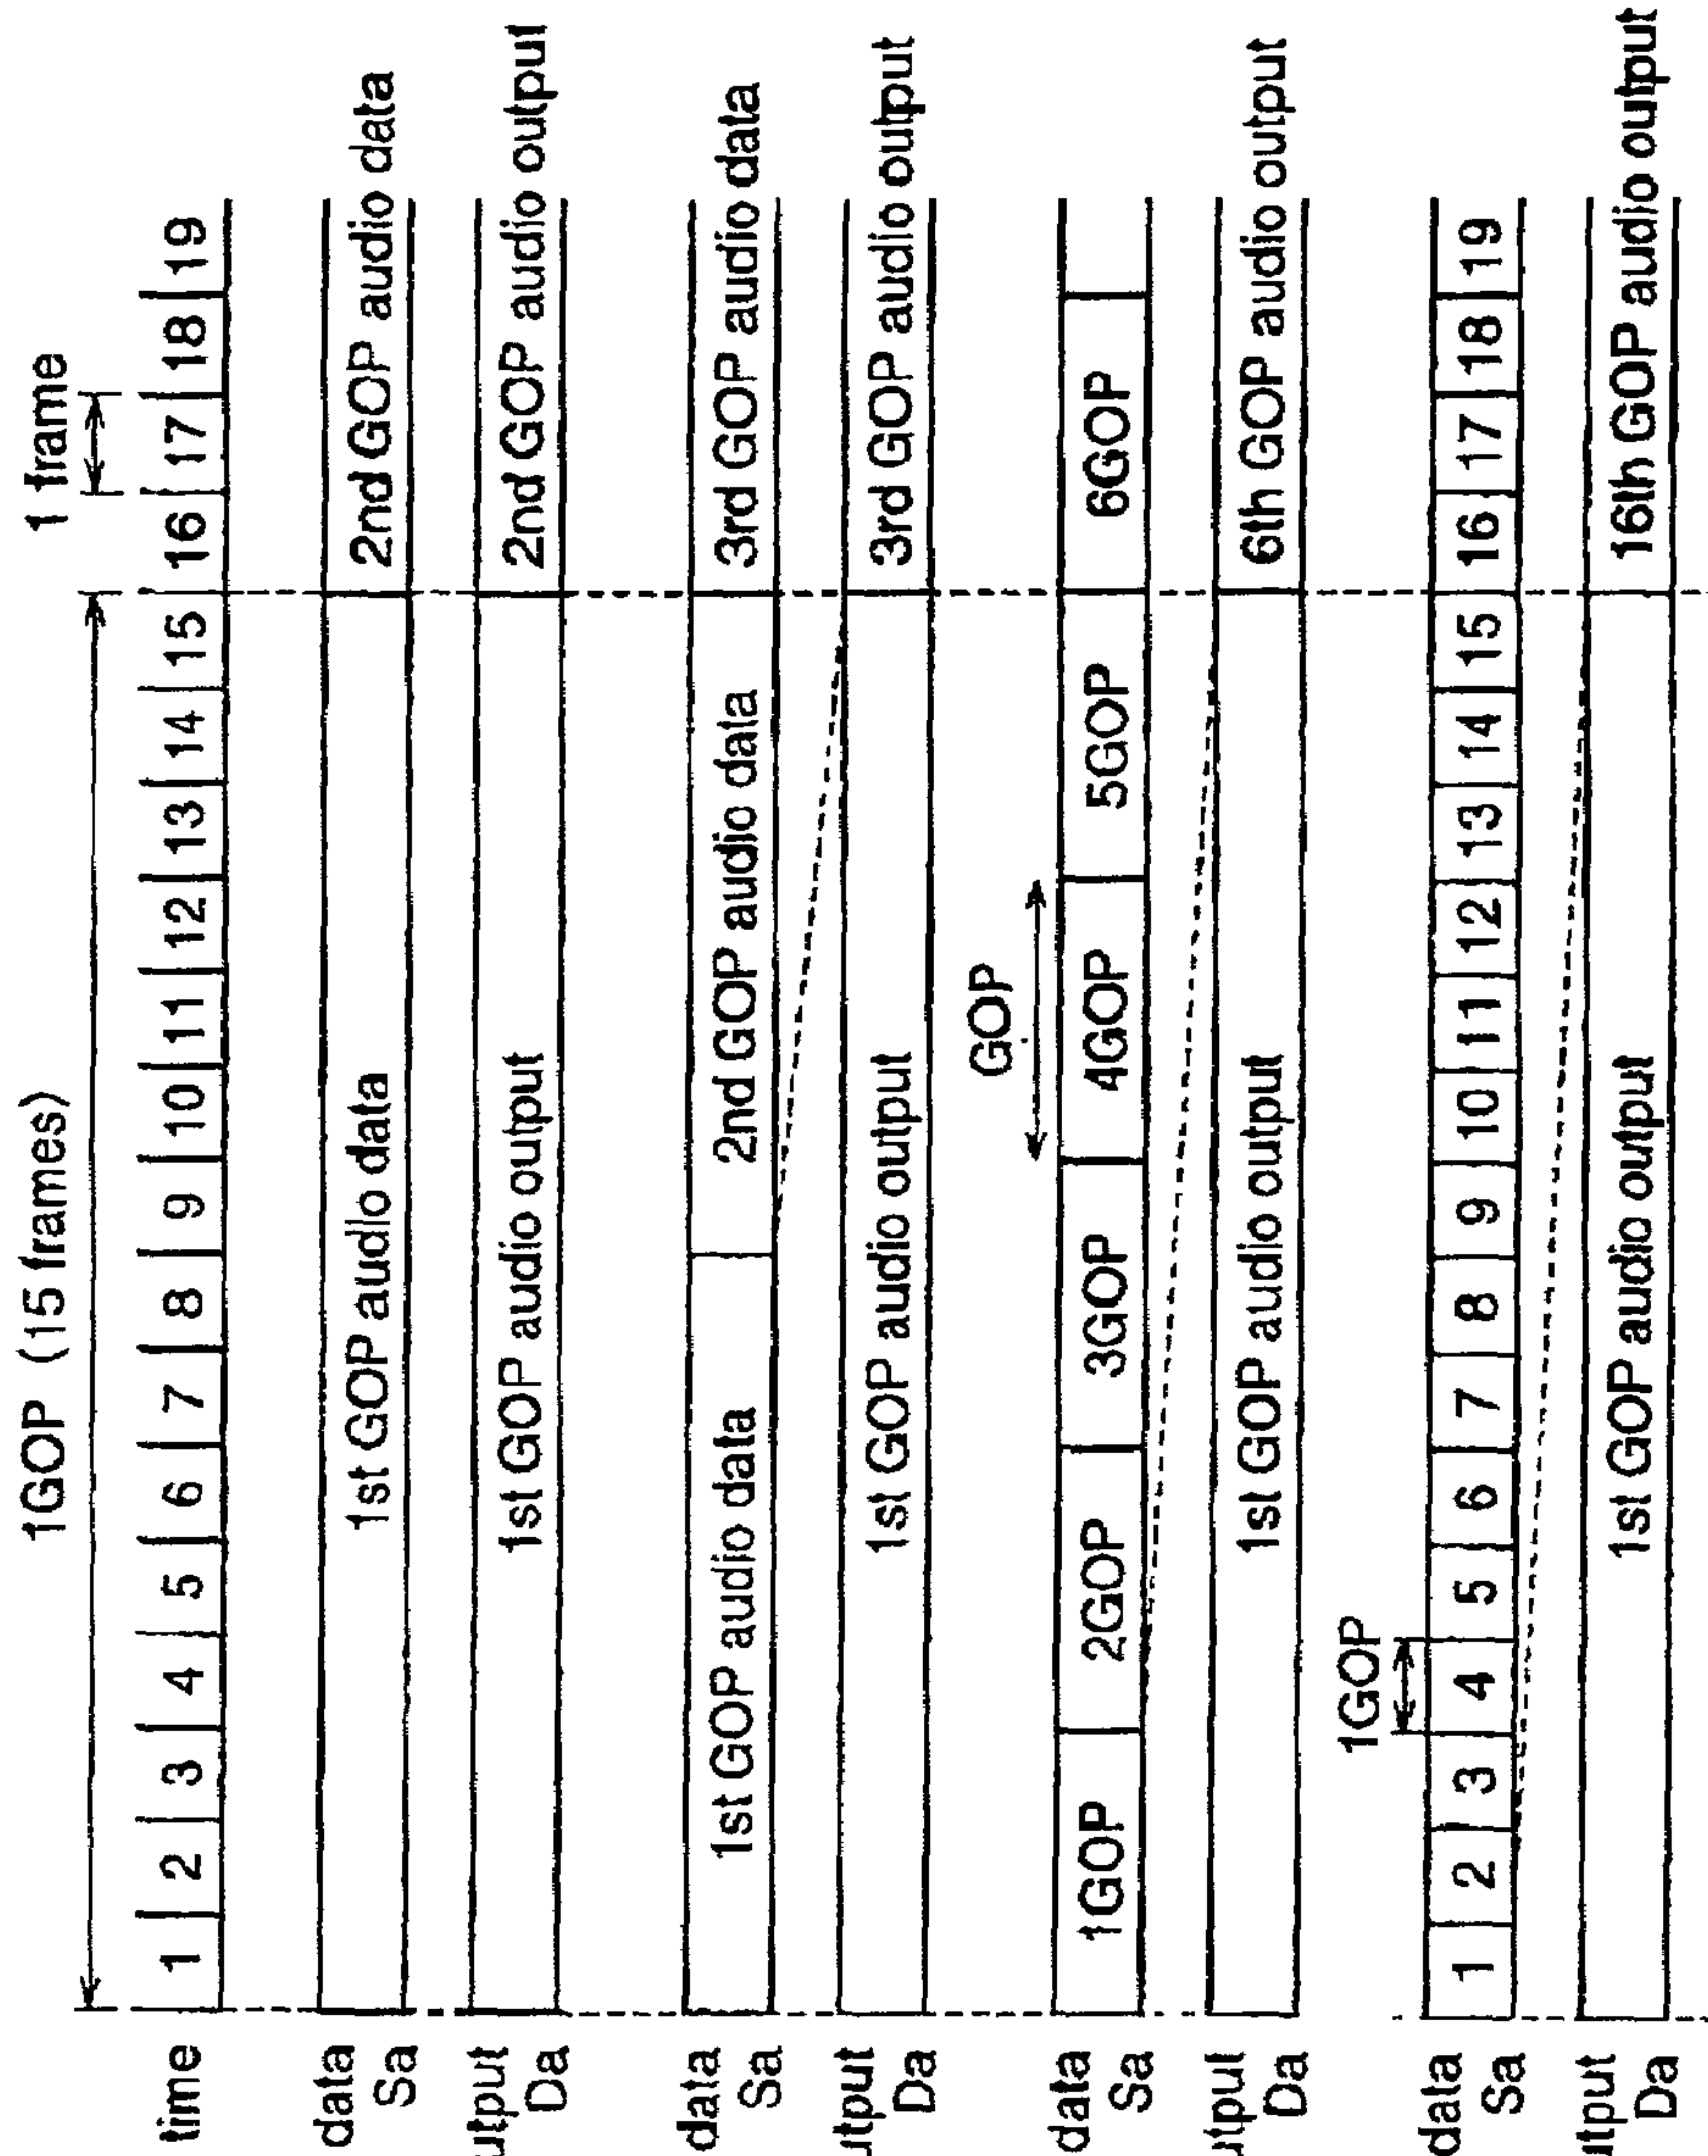 1GOP (15 frames)
1 frame
time
1 2 3 4 5 6 7 8 9 10 11 12 13 14 15 16 17 18 19
data
Sa
1st GOP audio data
2nd GOP audio data
Da
1st GOP audio output
2nd GOP audio output
data
Sa
1st GOP audio data
2nd GOP audio data
3rd GOP audio data
Da
1st GOP audio output
3rd GOP audio output
GOP
data
Sa
1GOP 2GOP 3GOP 4GOP 5GOP 6GOP
Da
1st GOP audio output
6th GOP audio output
1GOP
data
Sa
1 2 3 4 5 6 7 8 9 10 11 12 13 14 15 16 17 18 19
Da
1st GOP audio output
16th GOP audio output